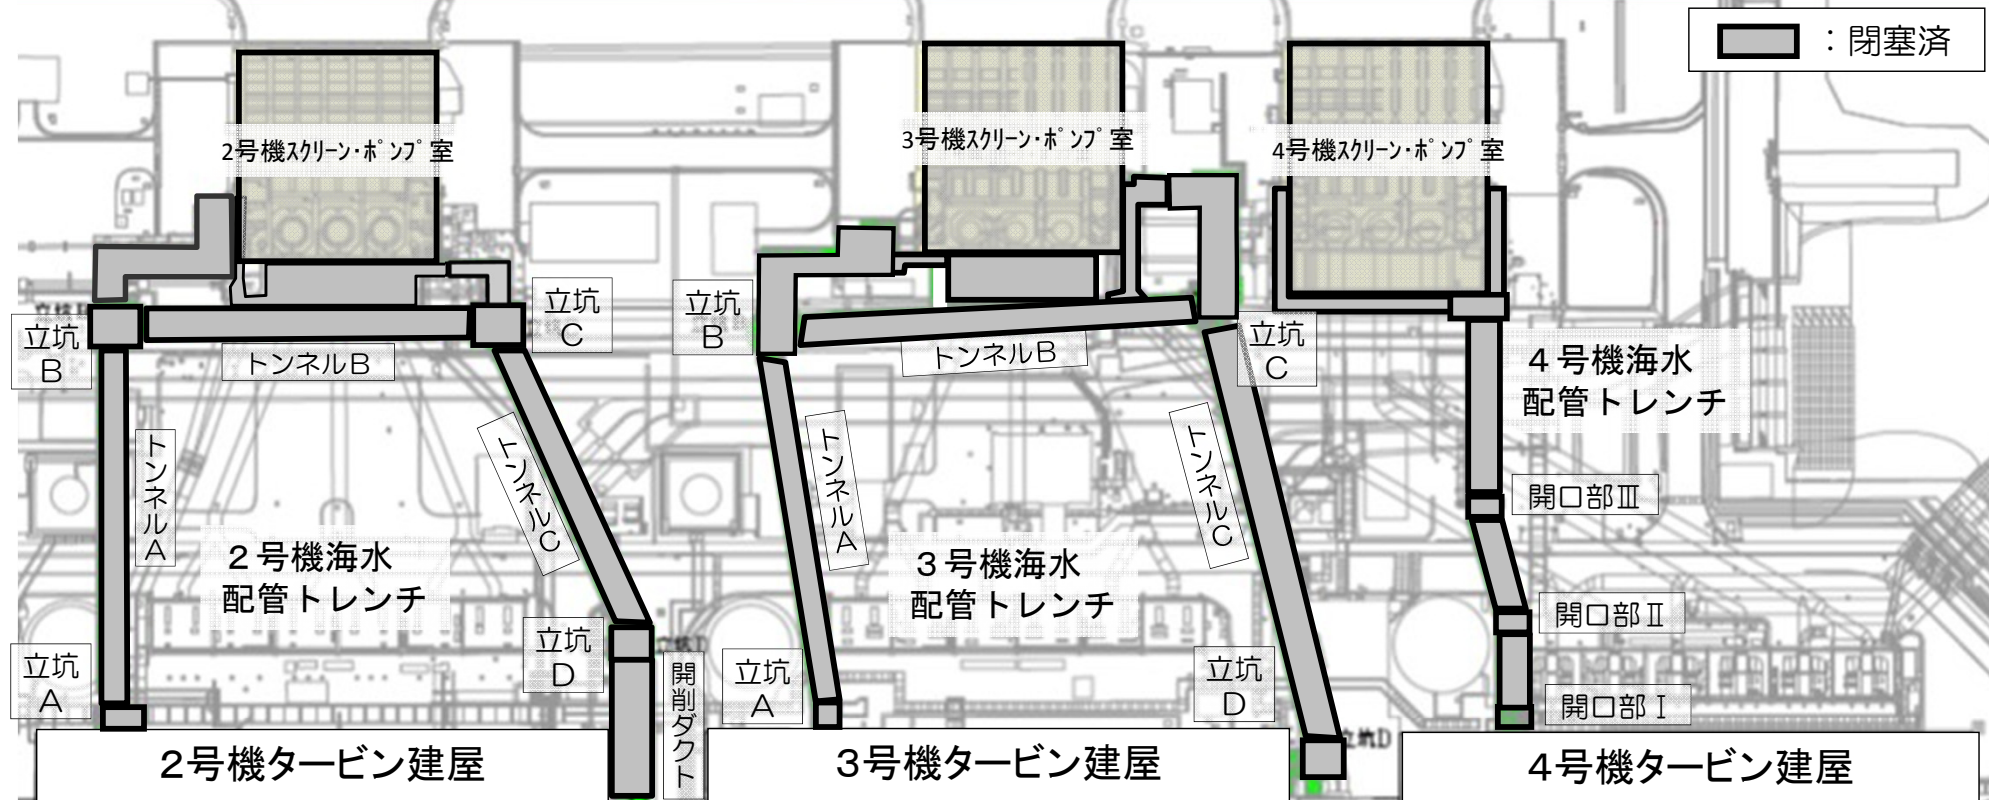 ：閉塞済
2号機ｽｸﾘｰﾝ･ﾎﾟﾝﾌﾟ室
3号機ｽｸﾘｰﾝ･ﾎﾟﾝﾌﾟ室
4号機ｽｸﾘｰﾝ･ﾎﾟﾝﾌﾟ室
立坑
B
トンネルB
立坑
C
トンネルA
トンネルC
２号機海水
配管トレンチ
立坑
A
立坑
D
開削ダクト
2号機タービン建屋
立坑
B
トンネルB
立坑
C
トンネルA
トンネルC
３号機海水
配管トレンチ
立坑
A
立坑
D
立坑D
3号機タービン建屋
４号機海水
配管トレンチ
開口部Ⅲ
開口部Ⅱ
開口部Ⅰ
4号機タービン建屋